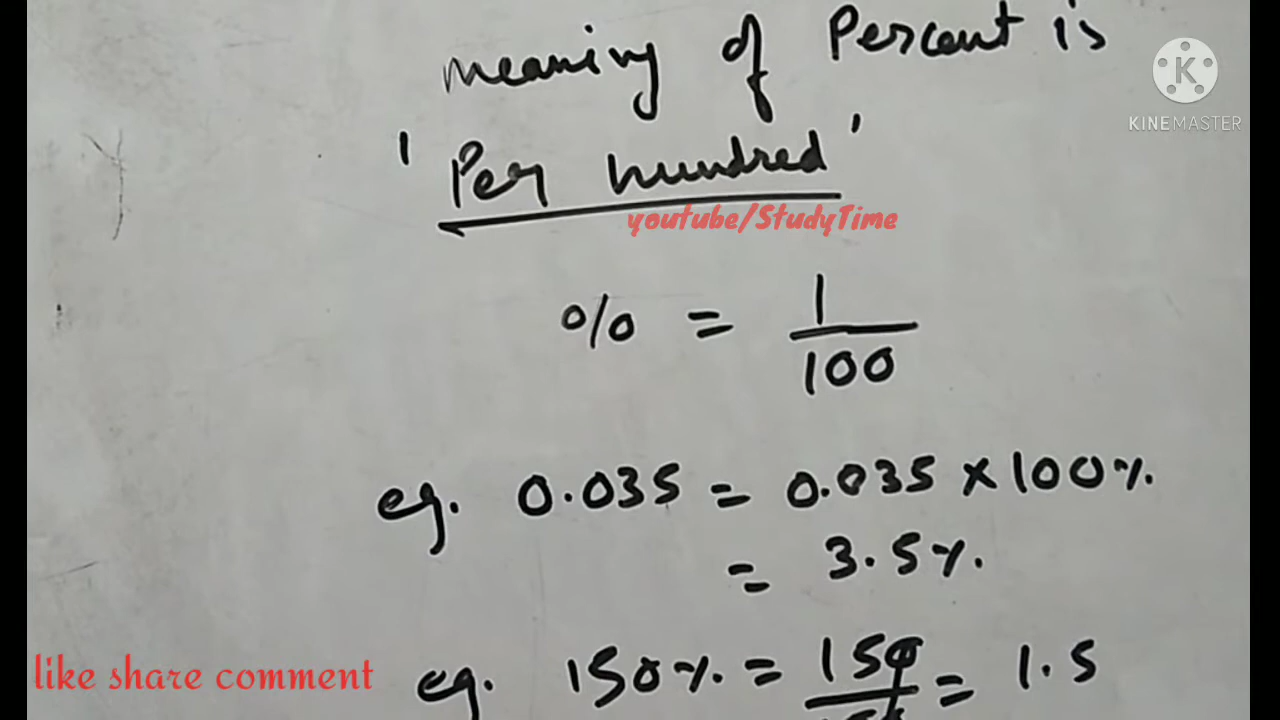 meaning of Percent is
K
KINEMASTER
' Per hundred '
youtube/StudyTime
% = 1/100
eg. 0.035 = 0.035 × 100%.
= 3.5%.
eg. 150%. = 150/100 = 1.5
like share comment